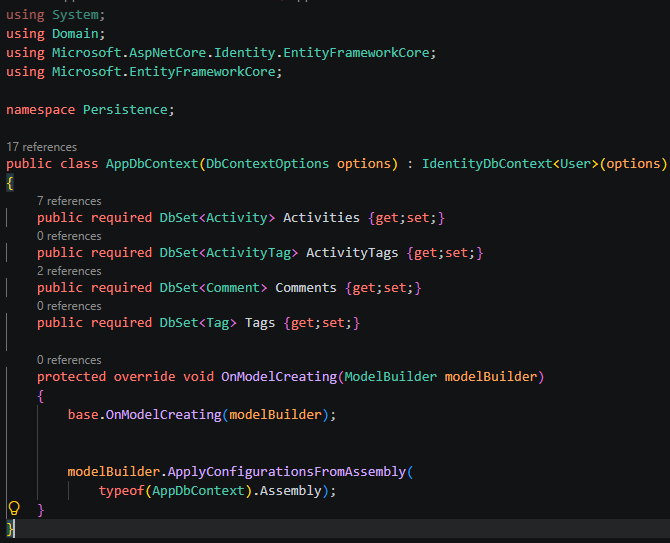 using System;
using Domain;
using Microsoft.AspNetCore.Identity.EntityFrameworkCore;
using Microsoft.EntityFrameworkCore;
namespace Persistence;
17 references
public class AppDbContext(DbContextOptions options) : IdentityDbContext<User>(options)
{
7 references
public required DbSet<Activity> Activities {get;set;}
0 references
public required DbSet<ActivityTag> ActivityTags {get;set;}
2 references
public required DbSet<Comment> Comments {get;set;}
0 references
public required DbSet<Tag> Tags {get;set;}
0 references
protected override void OnModelCreating(ModelBuilder modelBuilder)
{
base.OnModelCreating(modelBuilder);
modelBuilder.ApplyConfigurationsFromAssembly(
typeof(AppDbContext).Assembly);
}
}